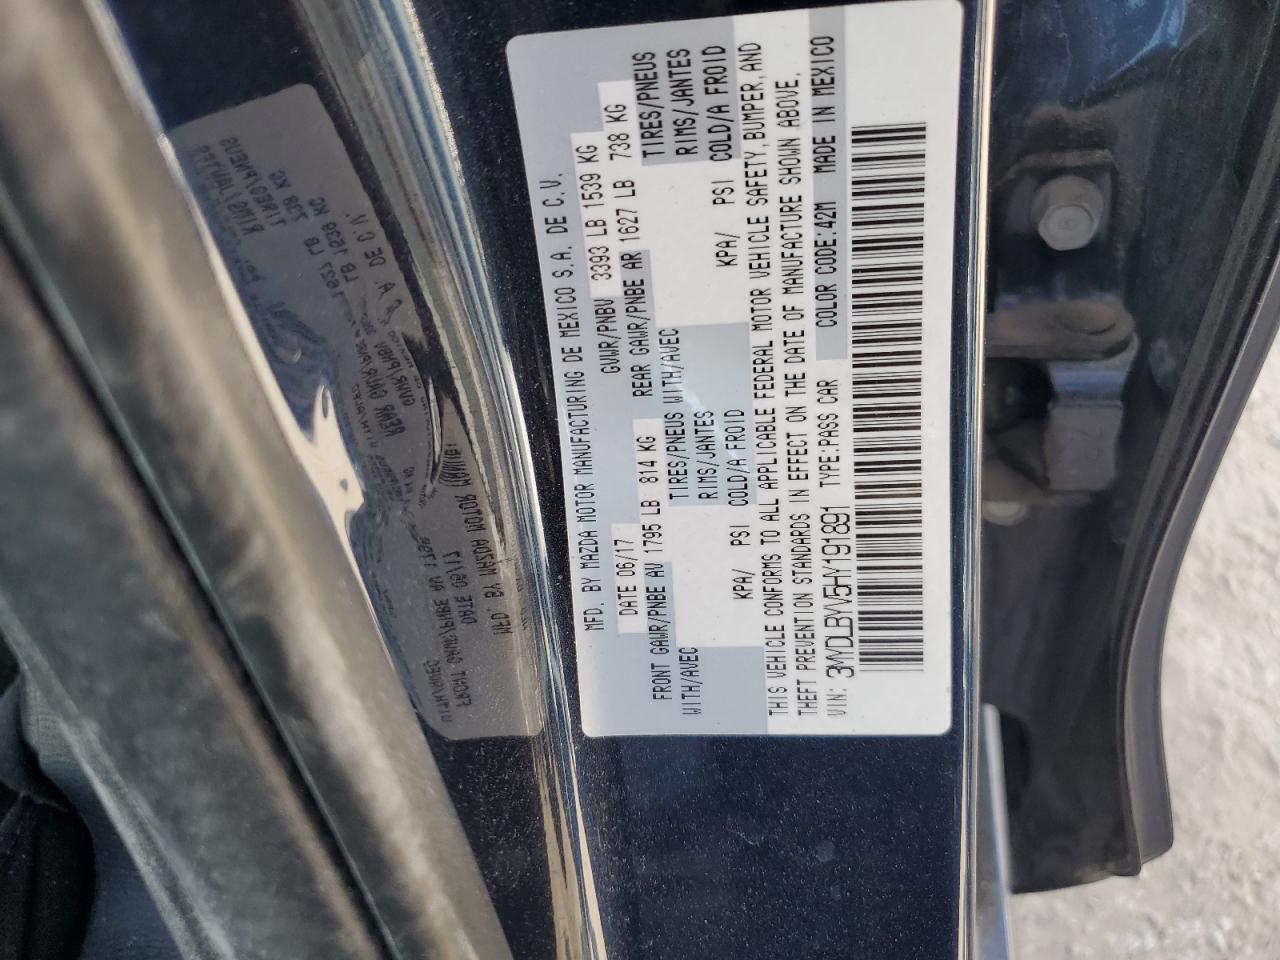 MFD. BY MAZDA MOTOR MANUFACTURING DE MEXICO S.A. DE C.V.
DATE 06/17 GVWR/PNBV 3393 LB 1539 KG
FRONT GAWR/PNBE AV 1795 LB 814 KG REAR GAWR/PNBE AR 1627 LB 738 KG
WITH/AVEC TIRES/PNEUS WITH/AVEC TIRES/PNEUS
RIMS/JANTES RIMS/JANTES
KPA/ PSI COLD/A FROID KPA/ PSI COLD/A FROID
THIS VEHICLE CONFORMS TO ALL APPLICABLE FEDERAL MOTOR VEHICLE SAFETY, BUMPER, AND
THEFT PREVENTION STANDARDS IN EFFECT ON THE DATE OF MANUFACTURE SHOWN ABOVE.
VIN: 3MYDLBYV5HY191891 TYPE:PASS CAR COLOR CODE:42M MADE IN MEXICO